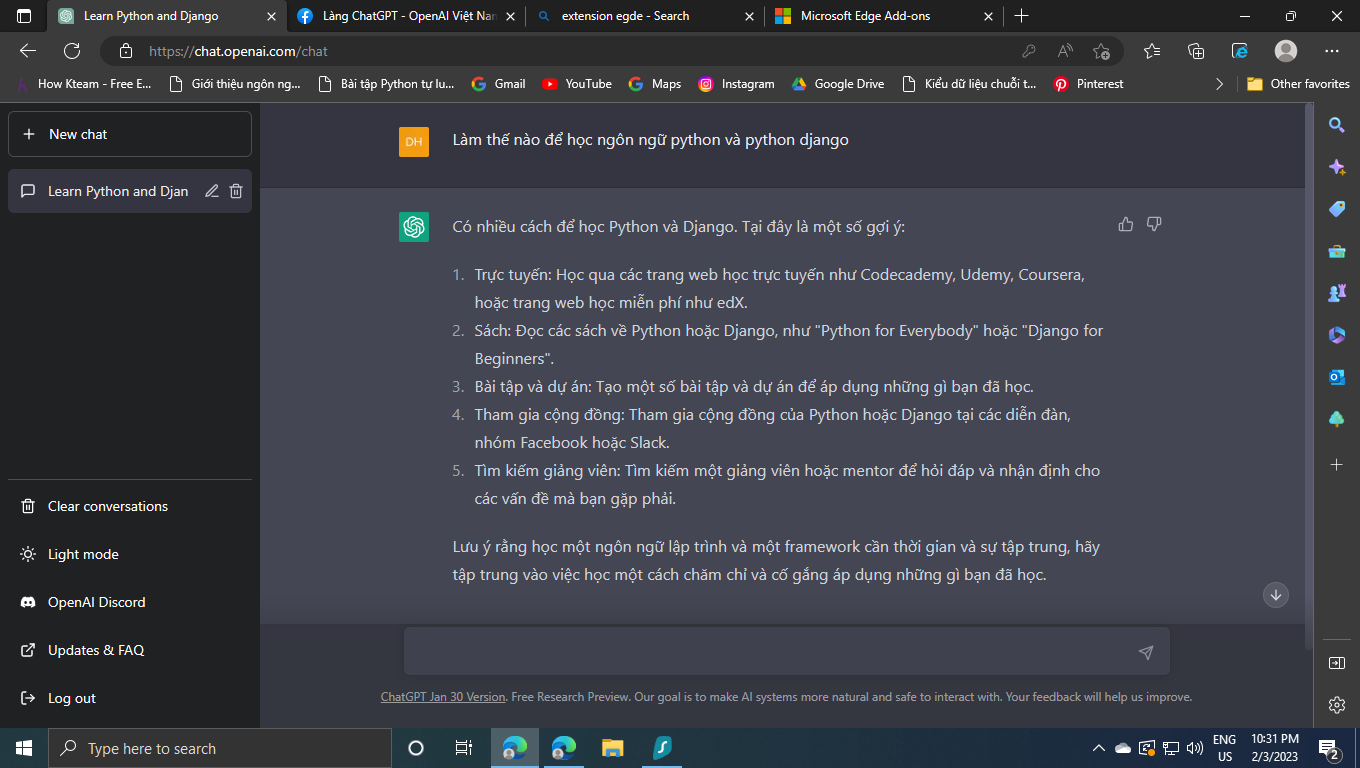 Learn Python and Django
Làng ChatGPT - OpenAI Việt Nam
extension egde - Search
Microsoft Edge Add-ons
https://chat.openai.com/chat
How Kteam - Free E...
Giới thiệu ngôn ng...
Bài tập Python tự lu...
Gmail
YouTube
Maps
Instagram
Google Drive
Kiểu dữ liệu chuỗi t...
Pinterest
Other favorites
New chat
Learn Python and Djan
Clear conversations
Light mode
OpenAI Discord
Updates & FAQ
Log out
DH
Làm thế nào để học ngôn ngữ python và python django
Có nhiều cách để học Python và Django. Tại đây là một số gợi ý:
1. Trực tuyến: Học qua các trang web học trực tuyến như Codecademy, Udemy, Coursera,
hoặc trang web học miễn phí như edX.
2. Sách: Đọc các sách về Python hoặc Django, như "Python for Everybody" hoặc "Django for
Beginners".
3. Bài tập và dự án: Tạo một số bài tập và dự án để áp dụng những gì bạn đã học.
4. Tham gia cộng đồng: Tham gia cộng đồng của Python hoặc Django tại các diễn đàn,
nhóm Facebook hoặc Slack.
5. Tìm kiếm giảng viên: Tìm kiếm một giảng viên hoặc mentor để hỏi đáp và nhận định cho
các vấn đề mà bạn gặp phải.
Lưu ý rằng học một ngôn ngữ lập trình và một framework cần thời gian và sự tập trung, hãy
tập trung vào việc học một cách chăm chỉ và cố gắng áp dụng những gì bạn đã học.
ChatGPT Jan 30 Version. Free Research Preview. Our goal is to make AI systems more natural and safe to interact with. Your feedback will help us improve.
Type here to search
ENG
US
10:31 PM
2/3/2023
2